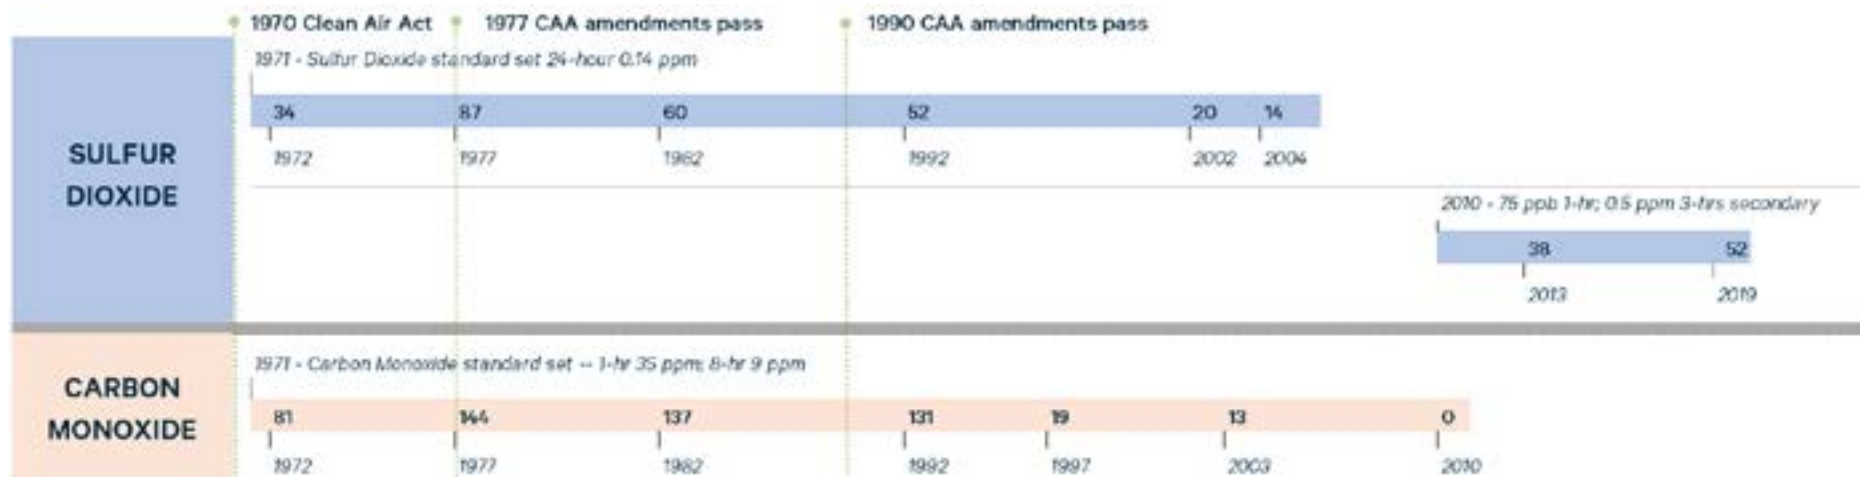 1970 Clean Air Act
1977 CAA amendments pass
1990 CAA amendments pass
SULFUR
DIOXIDE
1971 - Sulfur Dioxide standard set 24-hour 0.14 ppm
34 87 60 52 20 14
1972 1977 1982 1992 2002 2004
2010 - 75 ppb 1-hr; 0.5 ppm 3-hrs secondary
38 52
2013 2019
CARBON
MONOXIDE
1971 - Carbon Monoxide standard set -- 1-hr 35 ppm; 8-hr 9 ppm
81 144 137 131 19 13 0
1972 1977 1982 1992 1997 2003 2010